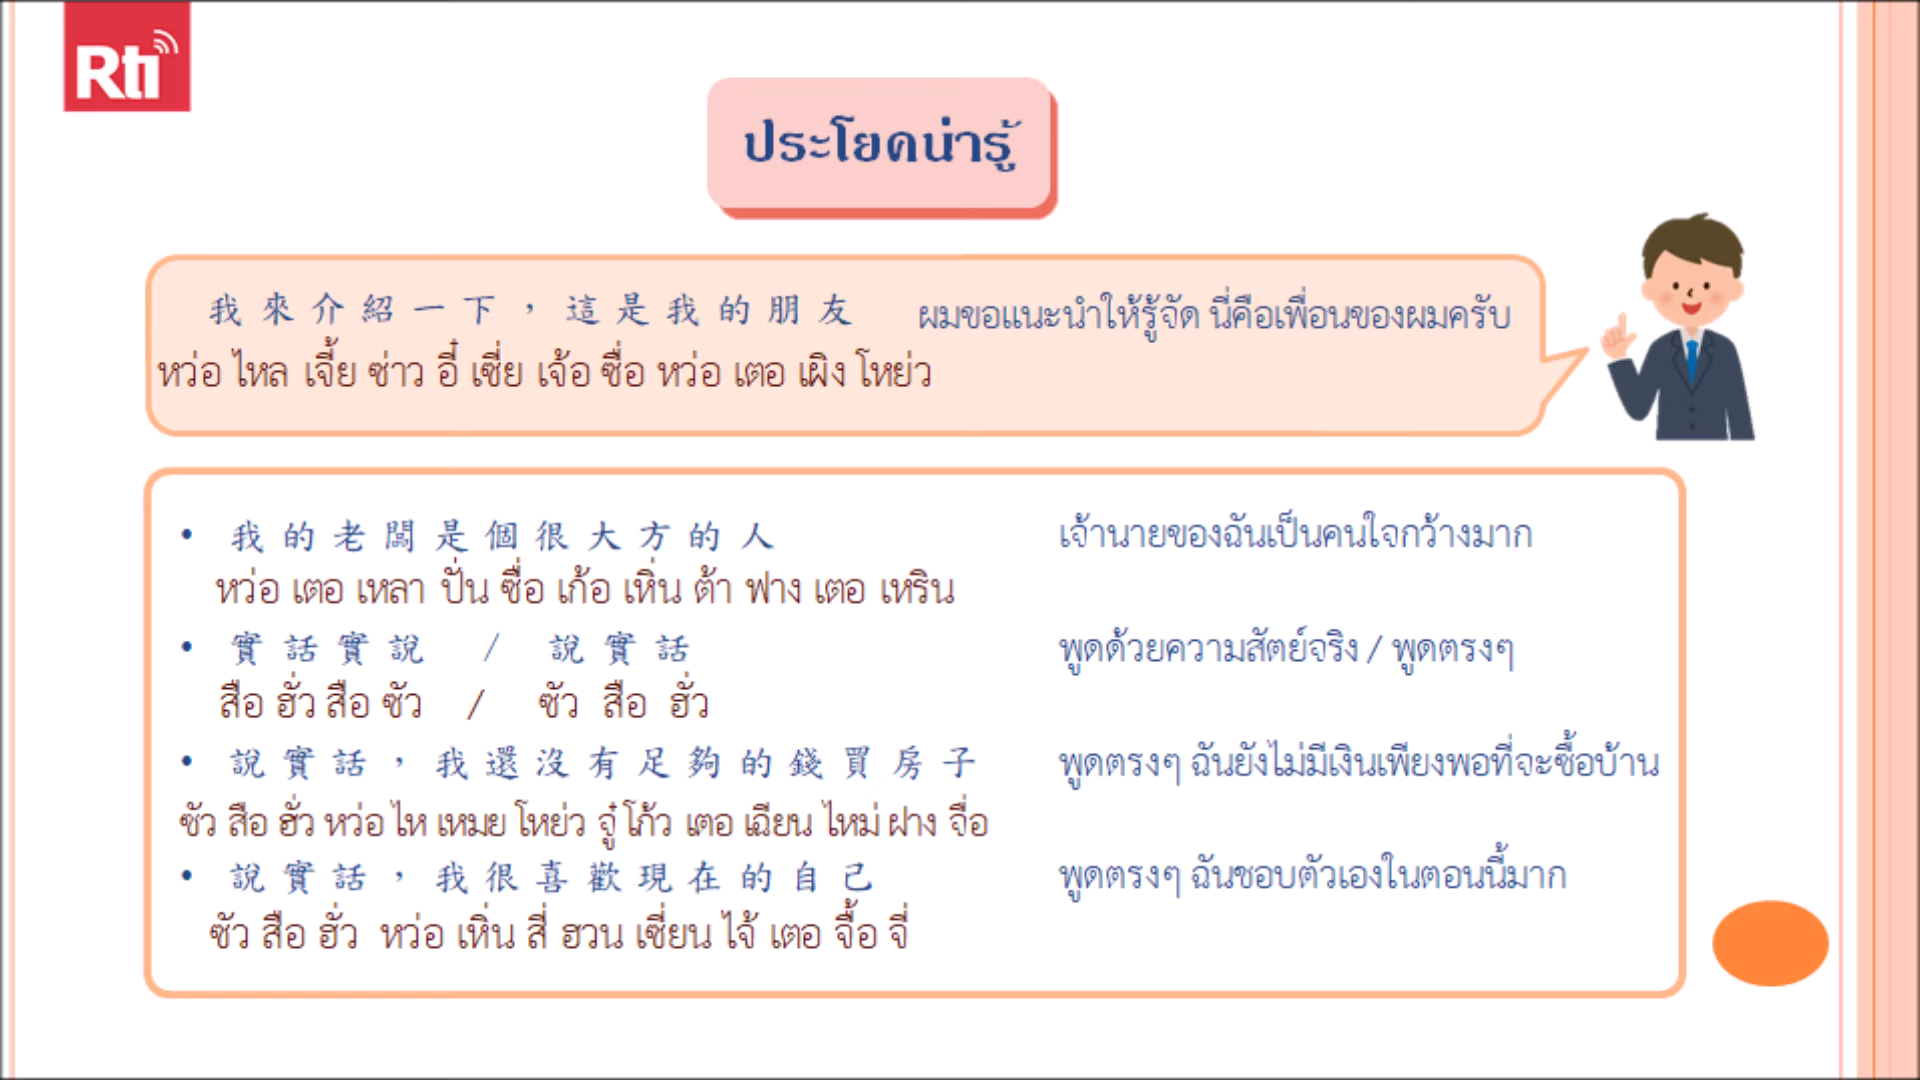 Rti
ประโยคน่ารู้
我來介紹一下，這是我的朋友 ผมขอแนะนำให้รู้จัด นี่คือเพื่อนของผมครับ
หว่อ ไหล เจี้ย ซ่าว อี๋ เซี่ย เจ้อ ซื่อ หว่อ เตอ เผิง โหย่ว
• 我的老闆是個很大方的人 เจ้านายของฉันเป็นคนใจกว้างมาก
หว่อ เตอ เหลา ปั่น ซื่อ เก้อ เหิ่น ต้า ฟาง เตอ เหริน
• 實話實說 / 說實話 พูดด้วยความสัตย์จริง / พูดตรงๆ
สือ ฮั่ว สือ ซัว / ซัว สือ ฮั่ว
• 說實話，我還沒有足夠的錢買房子 พูดตรงๆ ฉันยังไม่มีเงินเพียงพอที่จะซื้อบ้าน
ซัว สือ ฮั่ว หว่อ ไห เหมย โหย่ว จู๋ โก้ว เตอ เฉียน ไหม่ ฝาง จื่อ
• 說實話，我很喜歡現在的自己 พูดตรงๆ ฉันชอบตัวเองในตอนนี้มาก
ซัว สือ ฮั่ว หว่อ เหิ่น สี่ ฮวน เซี่ยน ไจ้ เตอ จื้อ จี่